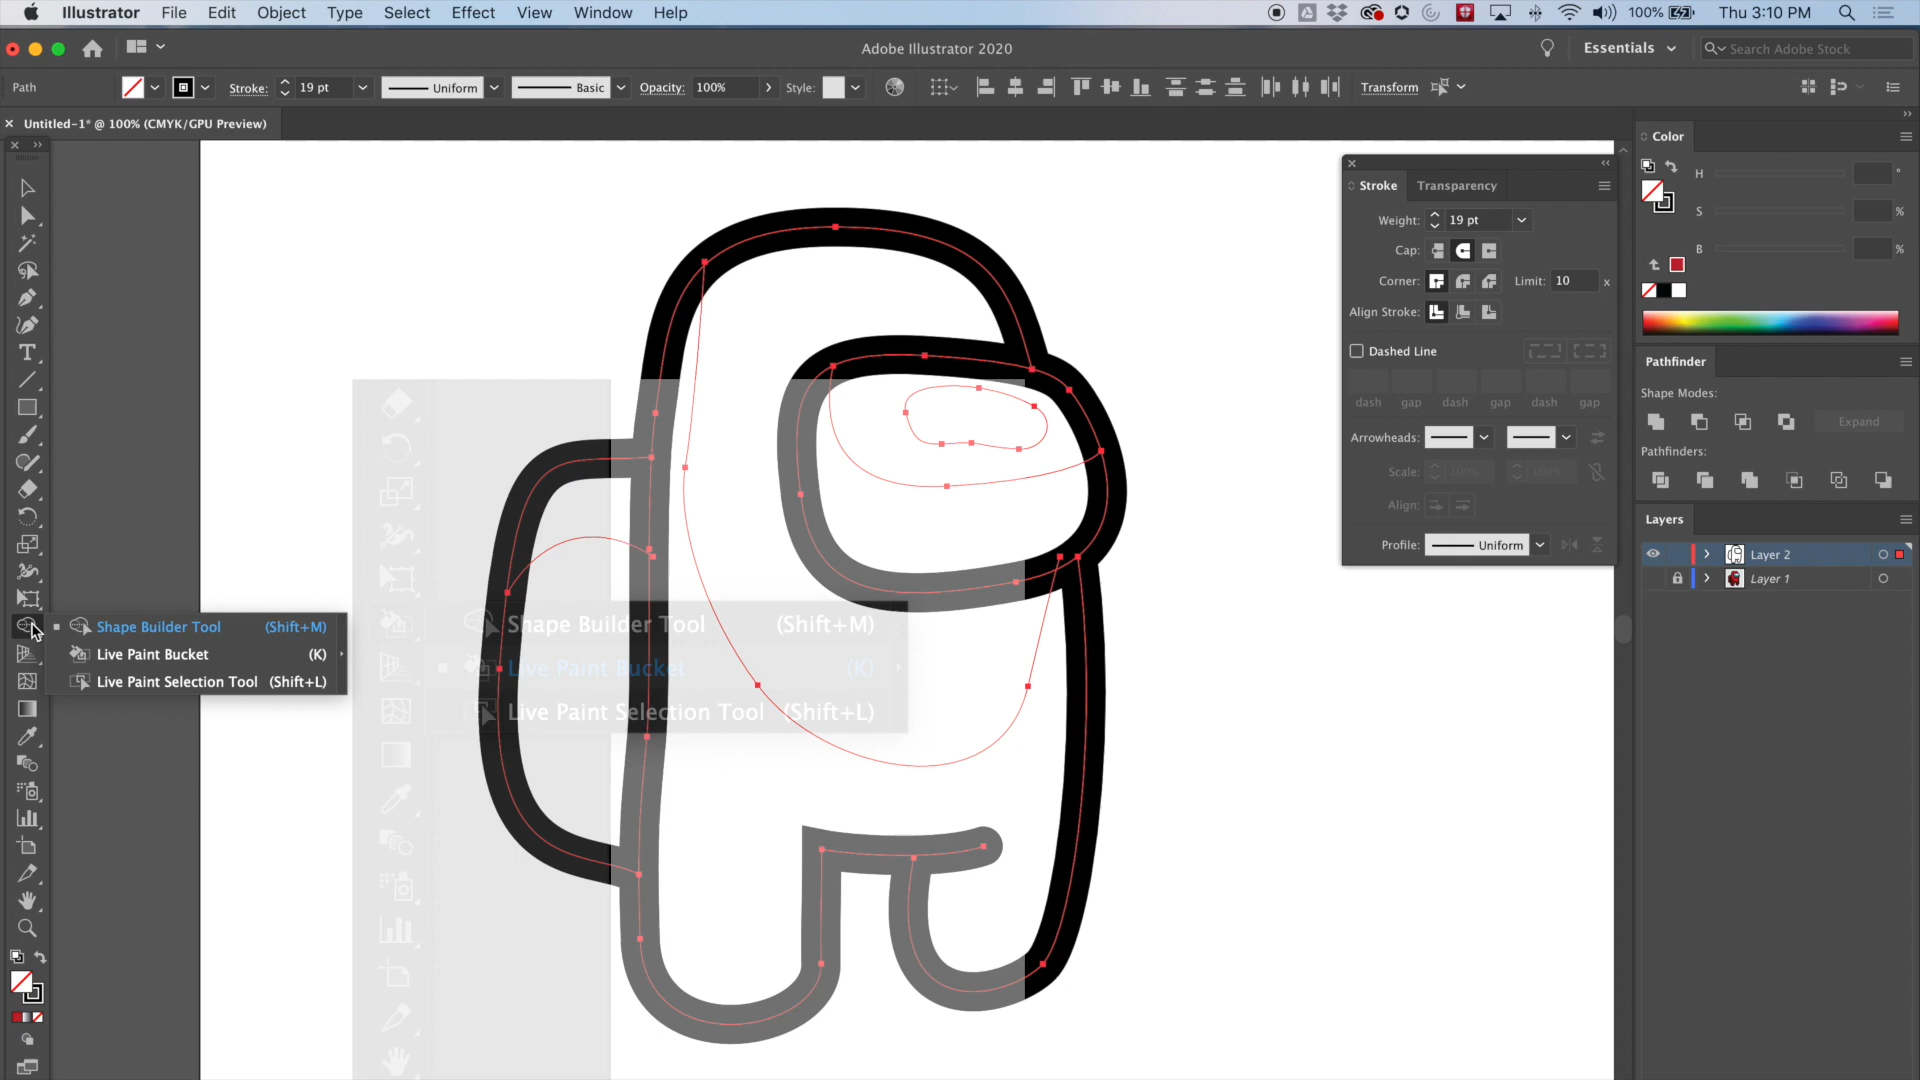 Illustrator File Edit Object Type Select Effect View Window Help 100% Thu 3:10 PM
Adobe Illustrator 2020 Essentials Search Adobe Stock
Path Stroke: 19 pt Uniform Basic Opacity: 100% Style: Transform
Untitled-1* @ 100% (CMYK/GPU Preview)
Color
H °
S %
B %
Stroke Transparency
Weight: 19 pt
Cap:
Corner: Limit: 10 x
Align Stroke:
Dashed Line
dash gap dash gap dash gap
Arrowheads:
Scale: 100% 100%
Align:
Profile: Uniform
Pathfinder
Shape Modes:
Expand
Pathfinders:
Layers
Layer 2
Layer 1
Shape Builder Tool (Shift+M)
Live Paint Bucket (K)
Live Paint Selection Tool (Shift+L)
Shape Builder Tool (Shift+M)
Live Paint Bucket (K)
Live Paint Selection Tool (Shift+L)